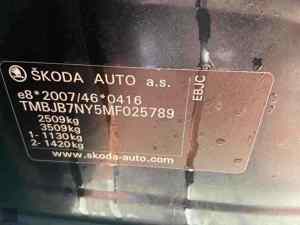 ŠKODA AUTO a.s.
e8*2007/46*0416
TMBJB7NY5MF025789
2509kg
3509kg
1- 1130kg
2- 1420kg
www.skoda-auto.com
EBJC